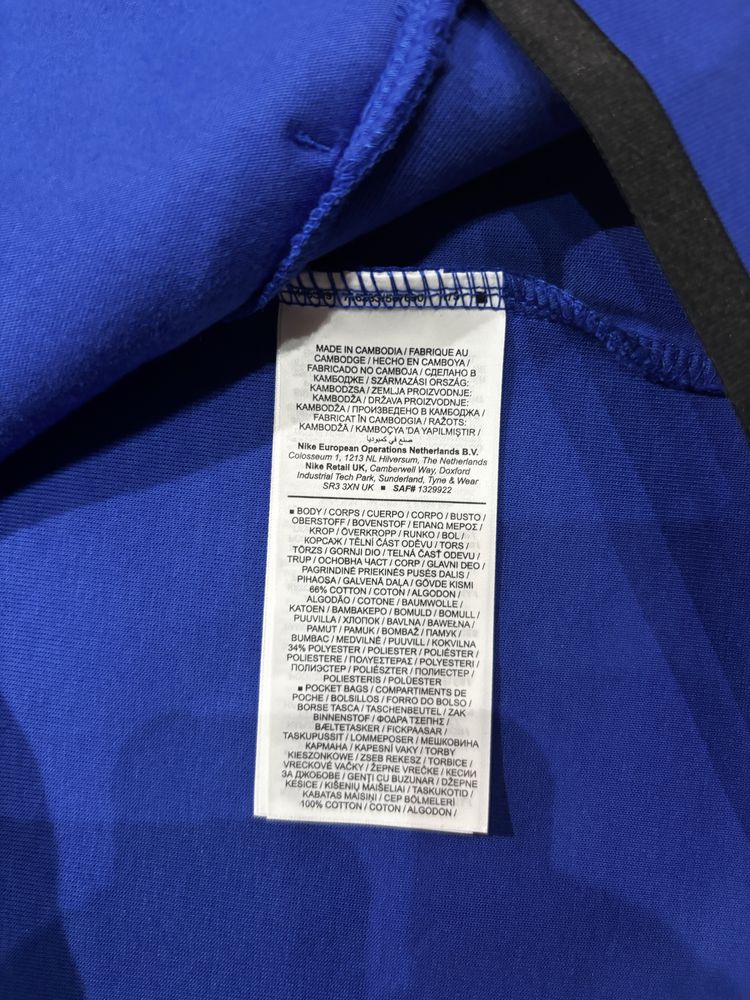 MADE IN CAMBODIA / FABRIQUE AU
CAMBODGE / HECHO EN CAMBOYA /
FABRICADO NO CAMBOJA / СДЕЛАНО В
КАМБОДЖЕ / SZÁRMAZÁSI ORSZÁG:
KAMBODZSA / ZEMLJA PROIZVODNJE:
KAMBODŽA / DRŽAVA PROIZVODNJE:
KAMBODŽA / ПРОИЗВЕДЕНО В КАМБОДЖА /
FABRICAT ÎN CAMBODGIA / RAŽOTS:
KAMBODŽĀ / KAMBOÇYA 'DA YAPILMIŞTIR /
صنع في كمبوديا
Nike European Operations Netherlands B.V.
Colosseum 1, 1213 NL Hilversum, The Netherlands
Nike Retail UK, Camberwell Way, Doxford
Industrial Tech Park, Sunderland, Tyne & Wear
SR3 3XN UK ■ SAF# 1329922
■ BODY / CORPS / CUERPO / CORPO / BUSTO /
OBERSTOFF / BOVENSTOF / ΕΠΑΝΩ ΜΕΡΟΣ /
KROP / ÖVERKROPP / RUNKO / BOL /
КОРСАЖ / TĚLNÍ ČÁST ODĚVU / TORS /
TÖRZS / GORNJI DIO / TELNÁ ČASŤ ODEVU /
TRUP / ОСНОВНА ЧАСТ / CORP / GLAVNI DEO /
PAGRINDINĖ PRIEKINĖS PUSĖS DALIS /
PIHAOSA / GALVENĀ DAĻA / GÖVDE KISMI
66% COTTON / COTON / ALGODON /
ALGODÃO / COTONE / BAUMWOLLE /
KATOEN / ΒΑΜΒΑΚΕΡΟ / BOMULD / BOMULL /
PUUVILLA / ХЛОПОК / BAVLNA / BAWEŁNA /
PAMUT / PAMUK / BOMBAŽ / ПАМУК /
BUMBAC / MEDVILNĖ / PUUVILL / KOKVILNA
34% POLYESTER / POLIESTER / POLIÉSTER /
POLIESTERE / ΠΟΛΥΕΣΤΕΡΑΣ / POLYESTERI /
ПОЛИЭСТЕР / POLIÉSZTER / ПОЛИЕСТЕР /
POLIESTERIS / POLÜESTER
■ POCKET BAGS / COMPARTIMENTS DE
POCHE / BOLSILLOS / FORRO DO BOLSO /
BORSE TASCA / TASCHENBEUTEL / ZAK
BINNENSTOF / ΦΟΔΡΑ ΤΣΕΠΗΣ /
BÆLTETASKER / FICKPAASAR /
TASKUPUSSIT / LOMMEPOSER / МЕШКОВИНА
КАРМАНА / KAPESNÍ VAKY / TORBY
KIESZONKOWE / ZSEB REKESZ / TORBICE /
VRECKOVÉ VAČKY / ŽEPNE VREČKE / КЕСИИ
ЗА ДЖОБОВЕ / GENŢI CU BUZUNAR / DŽEPNE
KESICE / KIŠENIŲ MAIŠELIAI / TASKUKOTID /
KABATAS MAISIŅI / CEP BÖLMELERİ
100% COTTON / COTON / ALGODON /